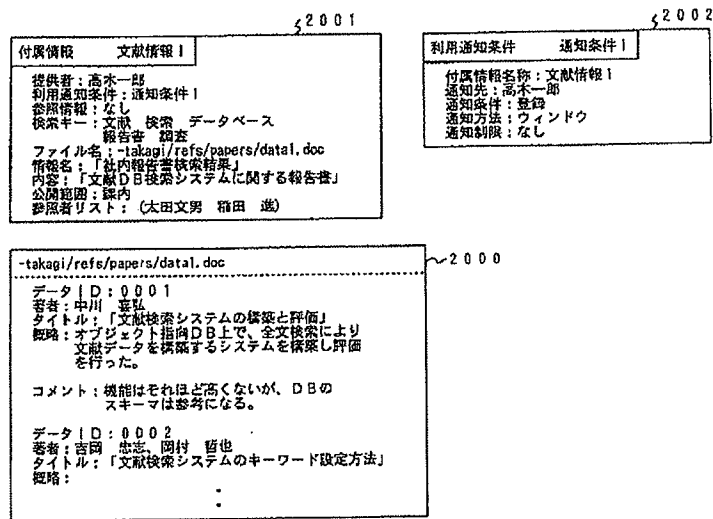 2001
付属情報 文献情報1
提供者:高木一郎
利用通知条件:通知条件1
参照情報:なし
検索キー:文献 検索 データベース
報告書 調査
ファイル名:~takagi/refs/papers/data1.doc
情報名:「社内報告書検索結果」
内容:「文献DB検索システムに関する報告書」
公開範囲:課内
参照者リスト:(太田文男 稲田 進)
2002
利用通知条件 通知条件1
付属情報名称:文献情報1
通知先:高木一郎
通知条件:登録
通知方法:ウィンドウ
通知制限:なし
2000
~takagi/refs/papers/data1.doc
データID:0001
著者:中川 喜弘
タイトル:「文献検索システムの構築と評価」
概略:オブジェクト指向DB上で、全文検索により
文献データを構築するシステムを構築し評価
を行った。
コメント:機能はそれほど高くないが、DBの
スキーマは参考になる。
データID:0002
著者:吉岡 忠志、岡村 哲也
タイトル:「文献検索システムのキーワード設定方法」
概略: